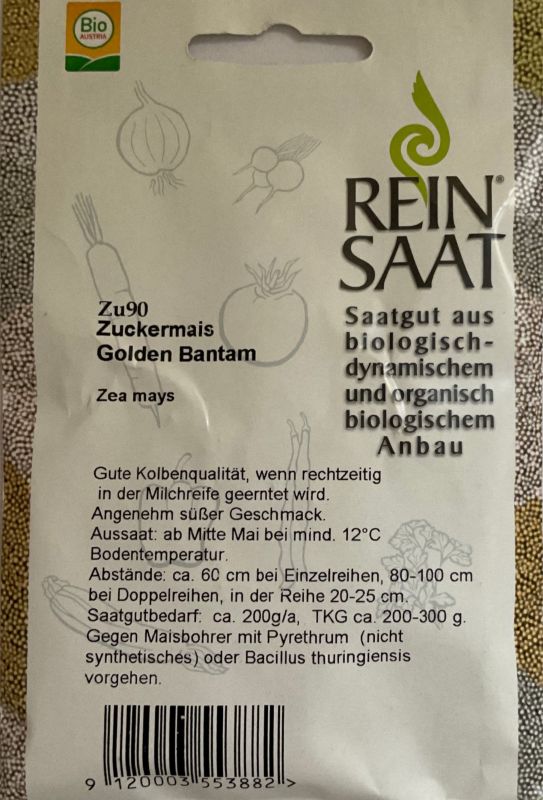 Bio
AUSTRIA
REIN®
SAAT
Saatgut aus
biologisch-
dynamischem
und organisch
biologischem
Anbau
Zu90
Zuckermais
Golden Bantam
Zea mays
Gute Kolbenqualität, wenn rechtzeitig
in der Milchreife geerntet wird.
Angenehm süßer Geschmack.
Aussaat: ab Mitte Mai bei mind. 12°C
Bodentemperatur.
Abstände: ca. 60 cm bei Einzelreihen, 80-100 cm
bei Doppelreihen, in der Reihe 20-25 cm.
Saatgutbedarf: ca. 200g/a, TKG ca. 200-300 g.
Gegen Maisbohrer mit Pyrethrum (nicht
synthetisches) oder Bacillus thuringiensis
vorgehen.
9 120003 553882 >